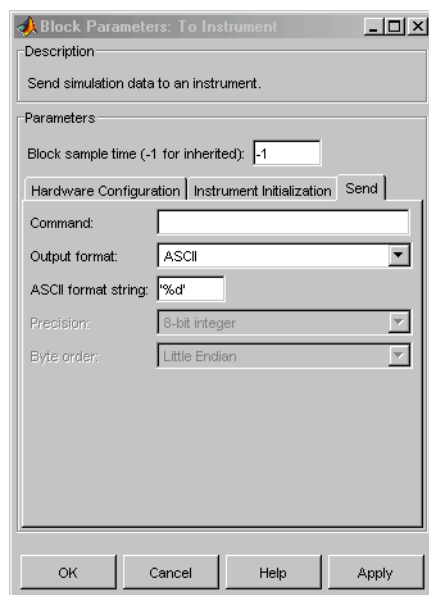 Block Parameters: To Instrument
Description
Send simulation data to an instrument.
Parameters
Block sample time (-1 for inherited): -1
Hardware Configuration Instrument Initialization Send
Command:
Output format: ASCII
ASCII format string: '%d'
Precision: 8-bit integer
Byte order: Little Endian
OK Cancel Help Apply